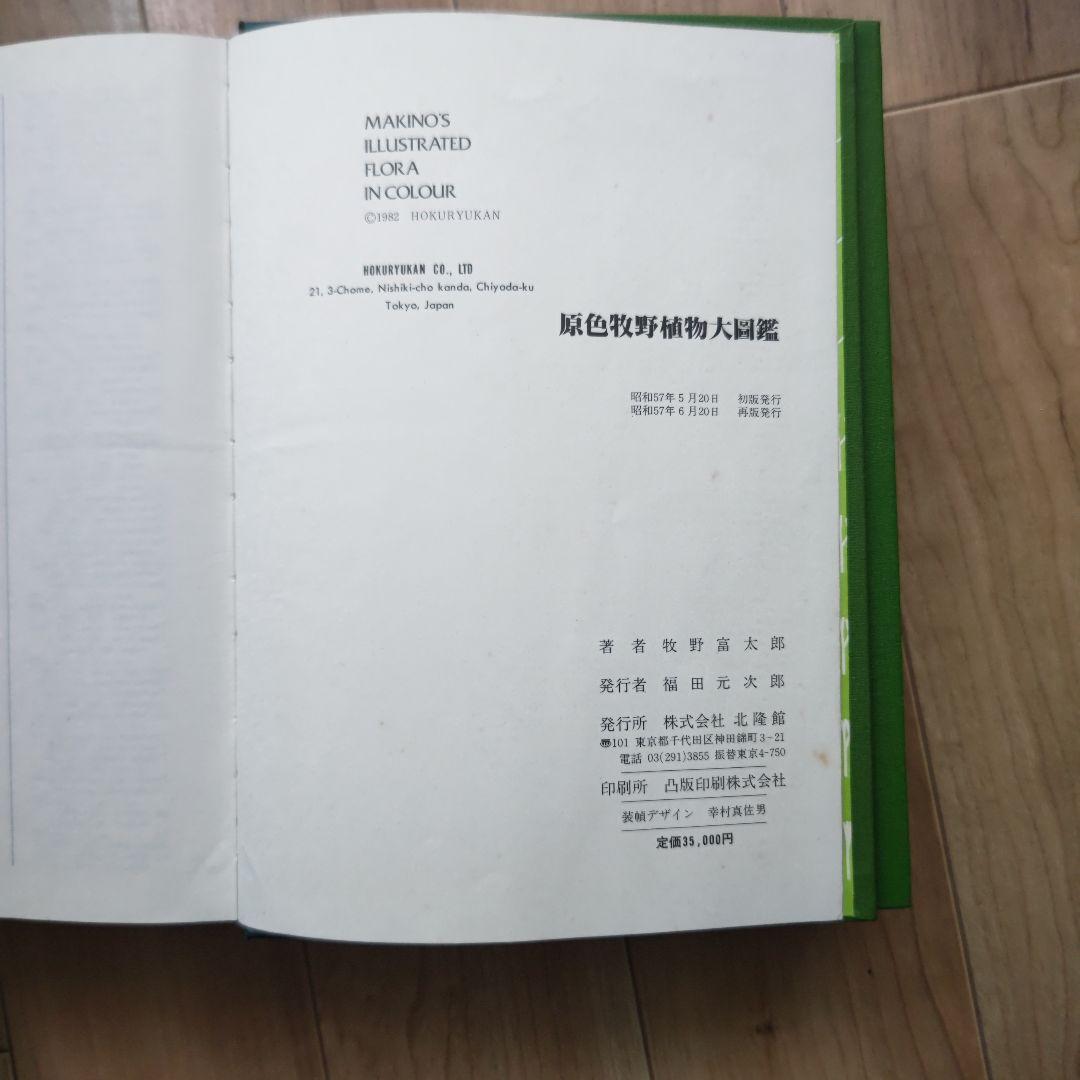 MAKINO'S
ILLUSTRATED
FLORA
IN COLOUR
©1982 HOKURYUKAN
HOKURYUKAN CO., LTD
21, 3-Chome, Nishiki-cho kanda, Chiyoda-ku
Tokyo, Japan
原色牧野植物大圖鑑
昭和57年5月20日 初版発行
昭和57年6月20日 再版発行
著 者 牧野富太郎
発行者 福田元次郎
発行所 株式会社 北隆館
〠101 東京都千代田区神田錦町3-21
電話 03(291)3855 振替東京4-750
印刷所 凸版印刷株式会社
装幀デザイン 幸村真佐男
定価35,000円